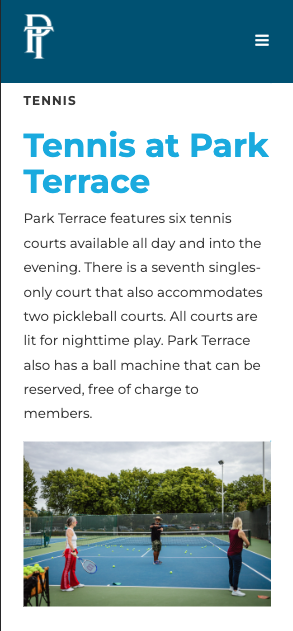 PT
TENNIS
Tennis at Park
Terrace
Park Terrace features six tennis
courts available all day and into the
evening. There is a seventh singles-
only court that also accommodates
two pickleball courts. All courts are
lit for nighttime play. Park Terrace
also has a ball machine that can be
reserved, free of charge to
members.